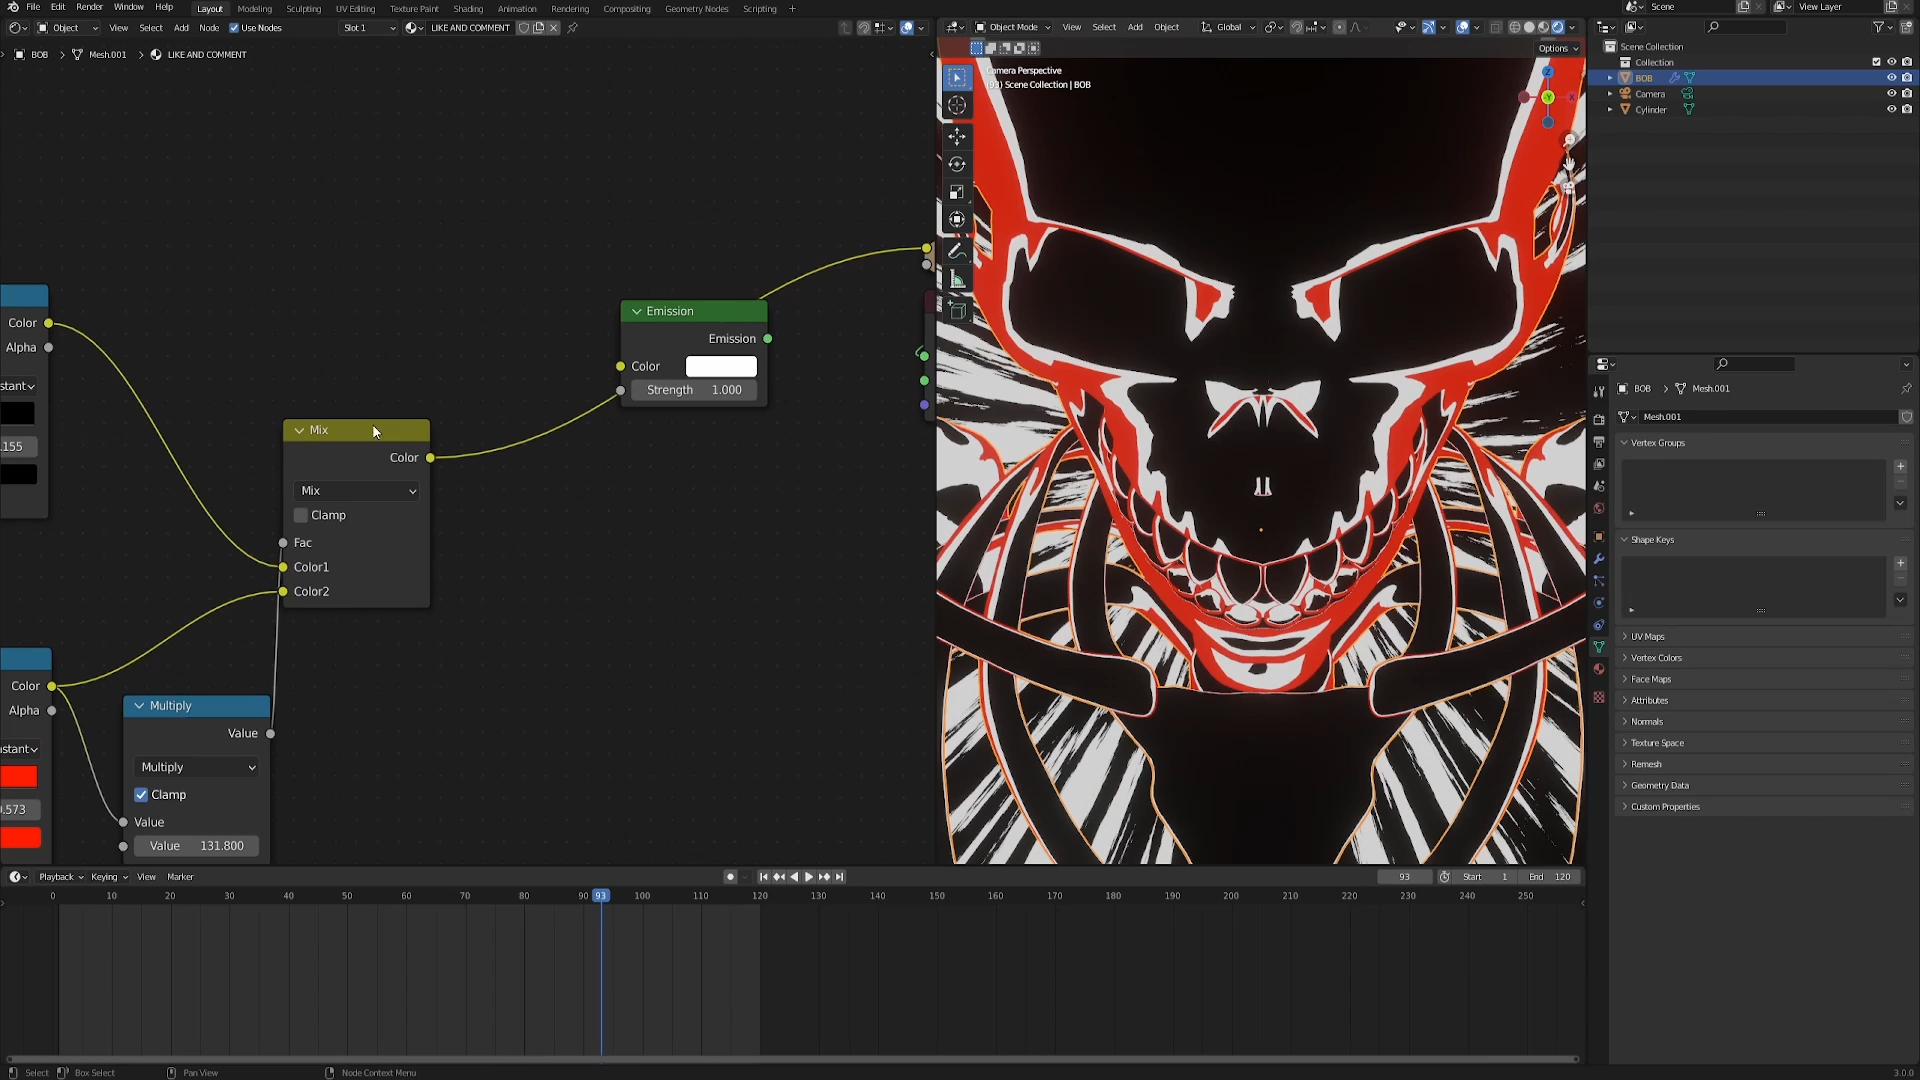 File Edit Render Window Help Layout Modeling Sculpting UV Editing Texture Paint Shading Animation Rendering Compositing Geometry Nodes Scripting + Scene View Layer
Object View Select Add Node Use Nodes Slot 1 LIKE AND COMMENT Object Mode View Select Add Object Global
Options
BOB > Mesh.001 > LIKE AND COMMENT
Scene Collection
Collection
BOB
Camera
Cylinder
Camera Perspective
(93) Scene Collection | BOB
Z
Y
X
Color
Alpha
stant
.155
Emission
Emission
Color
Strength 1.000
Mix
Color
Mix
Clamp
Fac
Color1
Color2
Color
Alpha
nstant
0.573
Multiply
Value
Multiply
Clamp
Value
Value 131.800
BOB > Mesh.001
Mesh.001
Vertex Groups
Shape Keys
UV Maps
Vertex Colors
Face Maps
Attributes
Normals
Texture Space
Remesh
Geometry Data
Custom Properties
Playback Keying View Marker 93 Start 1 End 120
0 10 20 30 40 50 60 70 80 90 93 100 110 120 130 140 150 160 170 180 190 200 210 220 230 240 250
Select Box Select Pan View Node Context Menu 3.0.0